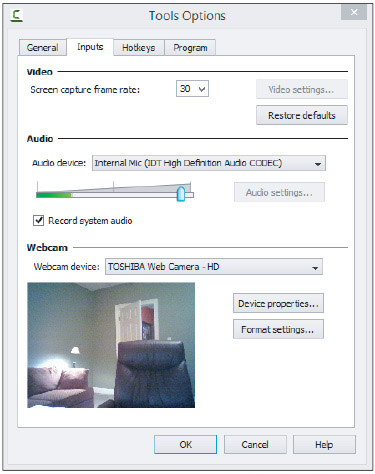 Tools Options
General Inputs Hotkeys Program
Video
Screen capture frame rate: 30 Video settings...
Restore defaults
Audio
Audio device: Internal Mic (IDT High Definition Audio CODEC)
Audio settings...
Record system audio
Webcam
Webcam device: TOSHIBA Web Camera - HD
Device properties...
Format settings...
OK Cancel Help